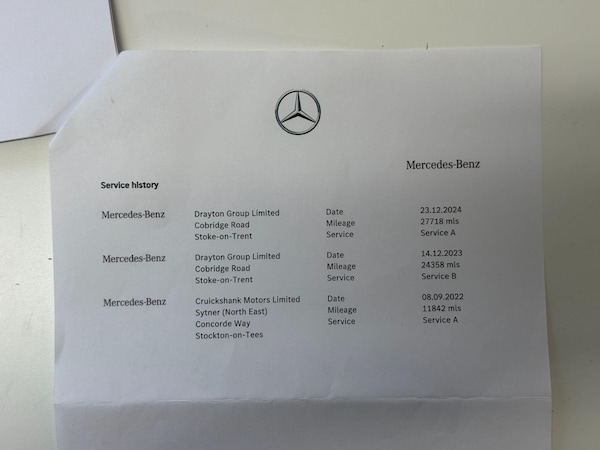 Mercedes-Benz
Service history
Mercedes-Benz Drayton Group Limited Date 23.12.2024
Cobridge Road Mileage 27718 mls
Stoke-on-Trent Service Service A
Mercedes-Benz Drayton Group Limited Date 14.12.2023
Cobridge Road Mileage 24358 mls
Stoke-on-Trent Service Service B
Mercedes-Benz Cruickshank Motors Limited Date 08.09.2022
Sytner (North East) Mileage 11842 mls
Concorde Way Service Service A
Stockton-on-Tees